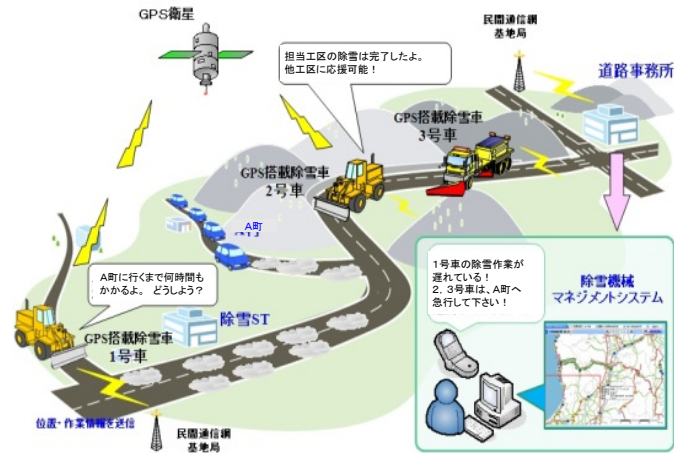 GPS衛星
民間通信網
基地局
担当工区の除雪は完了したよ。
他工区に応援可能！
道路事務所
GPS搭載除雪車
3号車
GPS搭載除雪車
2号車
A町
A町に行くまで何時間も
かかるよ。 どうしよう？
1号車の除雪作業が
遅れている！
2．3号車は、A町へ
急行して下さい！
除雪機械
マネジメントシステム
除雪ST
GPS搭載除雪車
1号車
位置・作業情報を送信
民間通信網
基地局